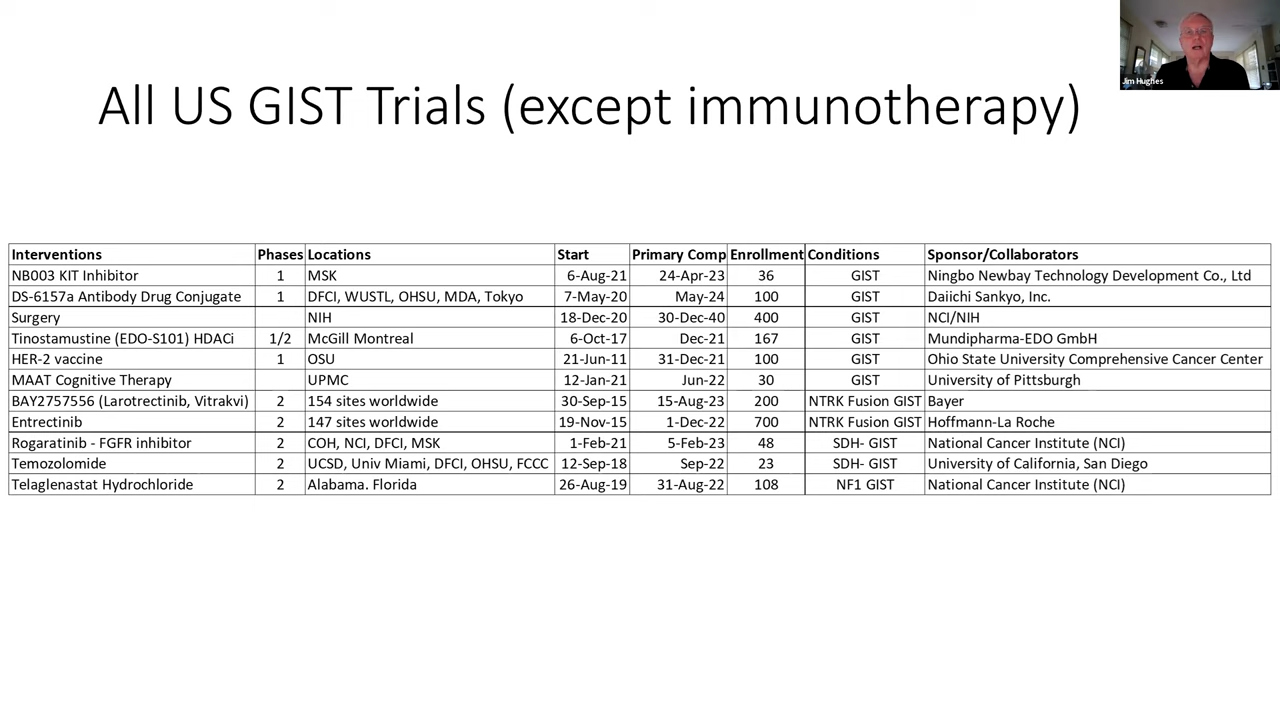 Jim Hughes
All US GIST Trials (except immunotherapy)
Interventions Phases Locations Start Primary Comp Enrollment Conditions Sponsor/Collaborators
NB003 KIT Inhibitor 1 MSK 6-Aug-21 24-Apr-23 36 GIST Ningbo Newbay Technology Development Co., Ltd
DS-6157a Antibody Drug Conjugate 1 DFCI, WUSTL, OHSU, MDA, Tokyo 7-May-20 May-24 100 GIST Daiichi Sankyo, Inc.
Surgery NIH 18-Dec-20 30-Dec-40 400 GIST NCI/NIH
Tinostamustine (EDO-S101) HDACi 1/2 McGill Montreal 6-Oct-17 Dec-21 167 GIST Mundipharma-EDO GmbH
HER-2 vaccine 1 OSU 21-Jun-11 31-Dec-21 100 GIST Ohio State University Comprehensive Cancer Center
MAAT Cognitive Therapy UPMC 12-Jan-21 Jun-22 30 GIST University of Pittsburgh
BAY2757556 (Larotrectinib, Vitrakvi) 2 154 sites worldwide 30-Sep-15 15-Aug-23 200 NTRK Fusion GIST Bayer
Entrectinib 2 147 sites worldwide 19-Nov-15 1-Dec-22 700 NTRK Fusion GIST Hoffmann-La Roche
Rogaratinib - FGFR inhibitor 2 COH, NCI, DFCI, MSK 1-Feb-21 5-Feb-23 48 SDH- GIST National Cancer Institute (NCI)
Temozolomide 2 UCSD, Univ Miami, DFCI, OHSU, FCCC 12-Sep-18 Sep-22 23 SDH- GIST University of California, San Diego
Telaglenastat Hydrochloride 2 Alabama. Florida 26-Aug-19 31-Aug-22 108 NF1 GIST National Cancer Institute (NCI)